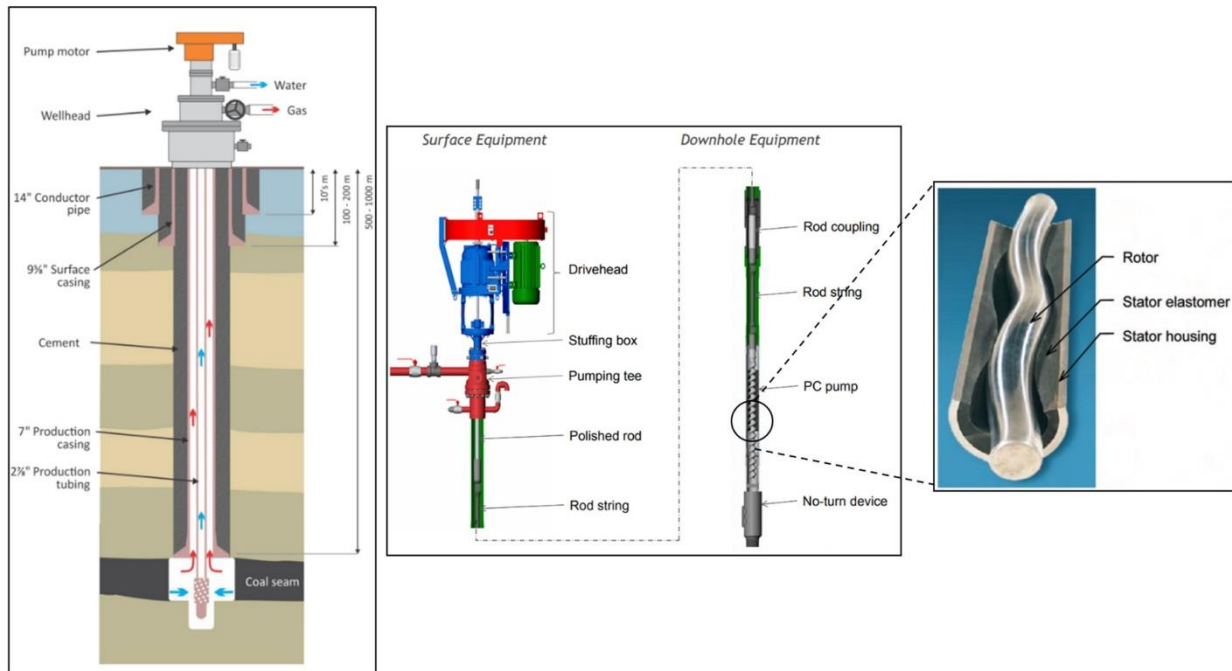 Pump motor
Water
Gas
Wellhead
14" Conductor
pipe
10's m
100 - 200 m
500-1000 m
9⅝" Surface
casing
Cement
7" Production
casing
2⅞" Production
tubing
Coal seam
Surface Equipment
Drivehead
Stuffing box
Pumping tee
Polished rod
Rod string
Downhole Equipment
Rod coupling
Rod string
PC pump
No-turn device
Rotor
Stator elastomer
Stator housing